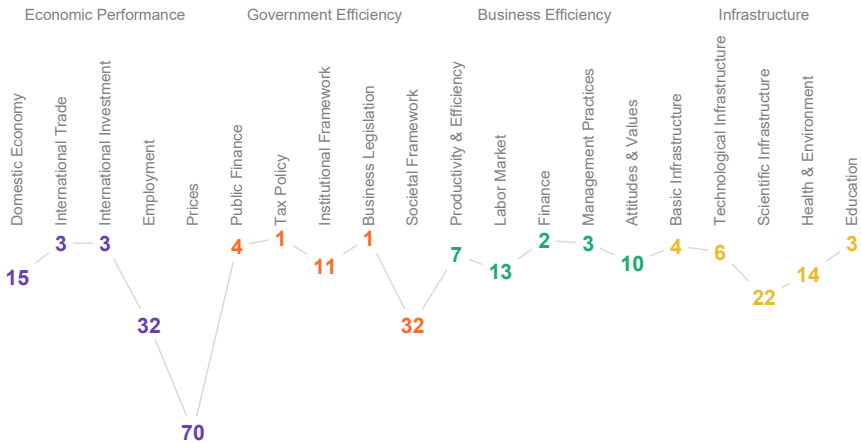 Economic Performance
Government Efficiency
Business Efficiency
Infrastructure
Domestic Economy
International Trade
International Investment
Employment
Prices
Public Finance
Tax Policy
Institutional Framework
Business Legislation
Societal Framework
Productivity & Efficiency
Labor Market
Finance
Management Practices
Attitudes & Values
Basic Infrastructure
Technological Infrastructure
Scientific Infrastructure
Health & Environment
Education
15
3
3
32
70
4
1
11
1
32
7
13
2
3
10
4
6
22
14
3